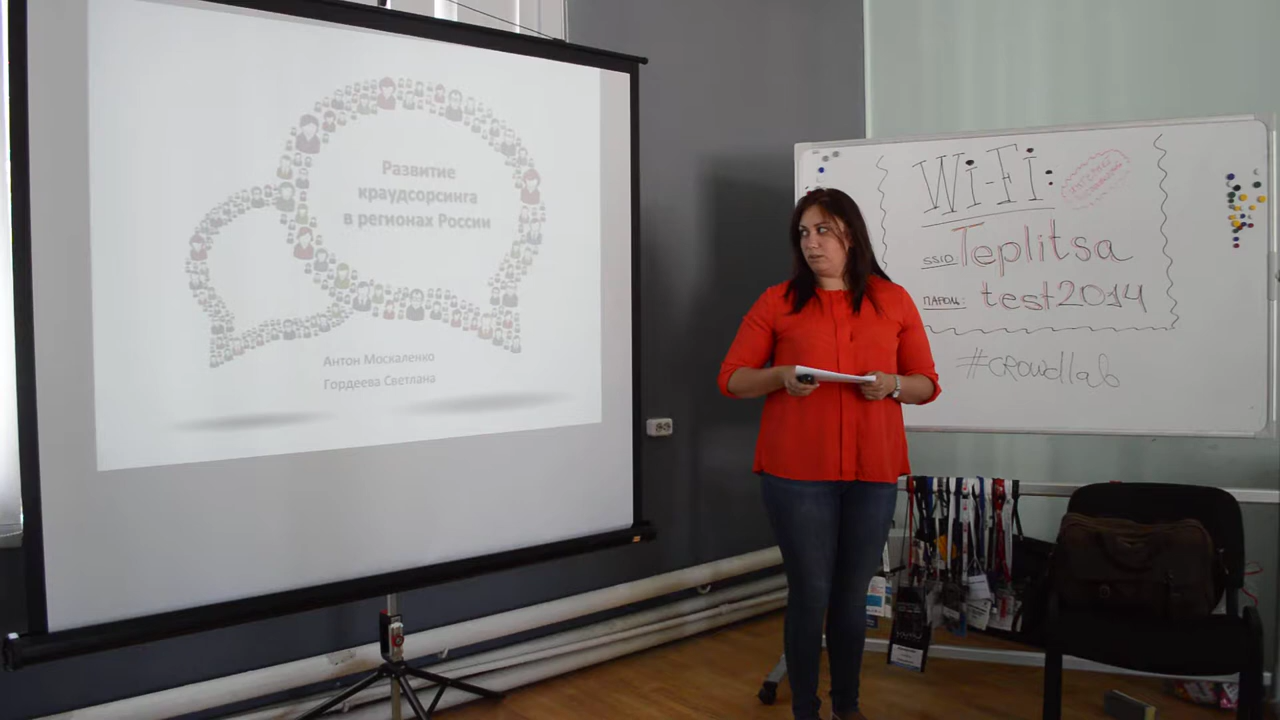 Развитие
краудсорсинга
в регионах России
Антон Москаленко
Гордеева Светлана
Wi-Fi:
SSID Teplitsa
ПАРОЛЬ: test2014
#CROWDlab